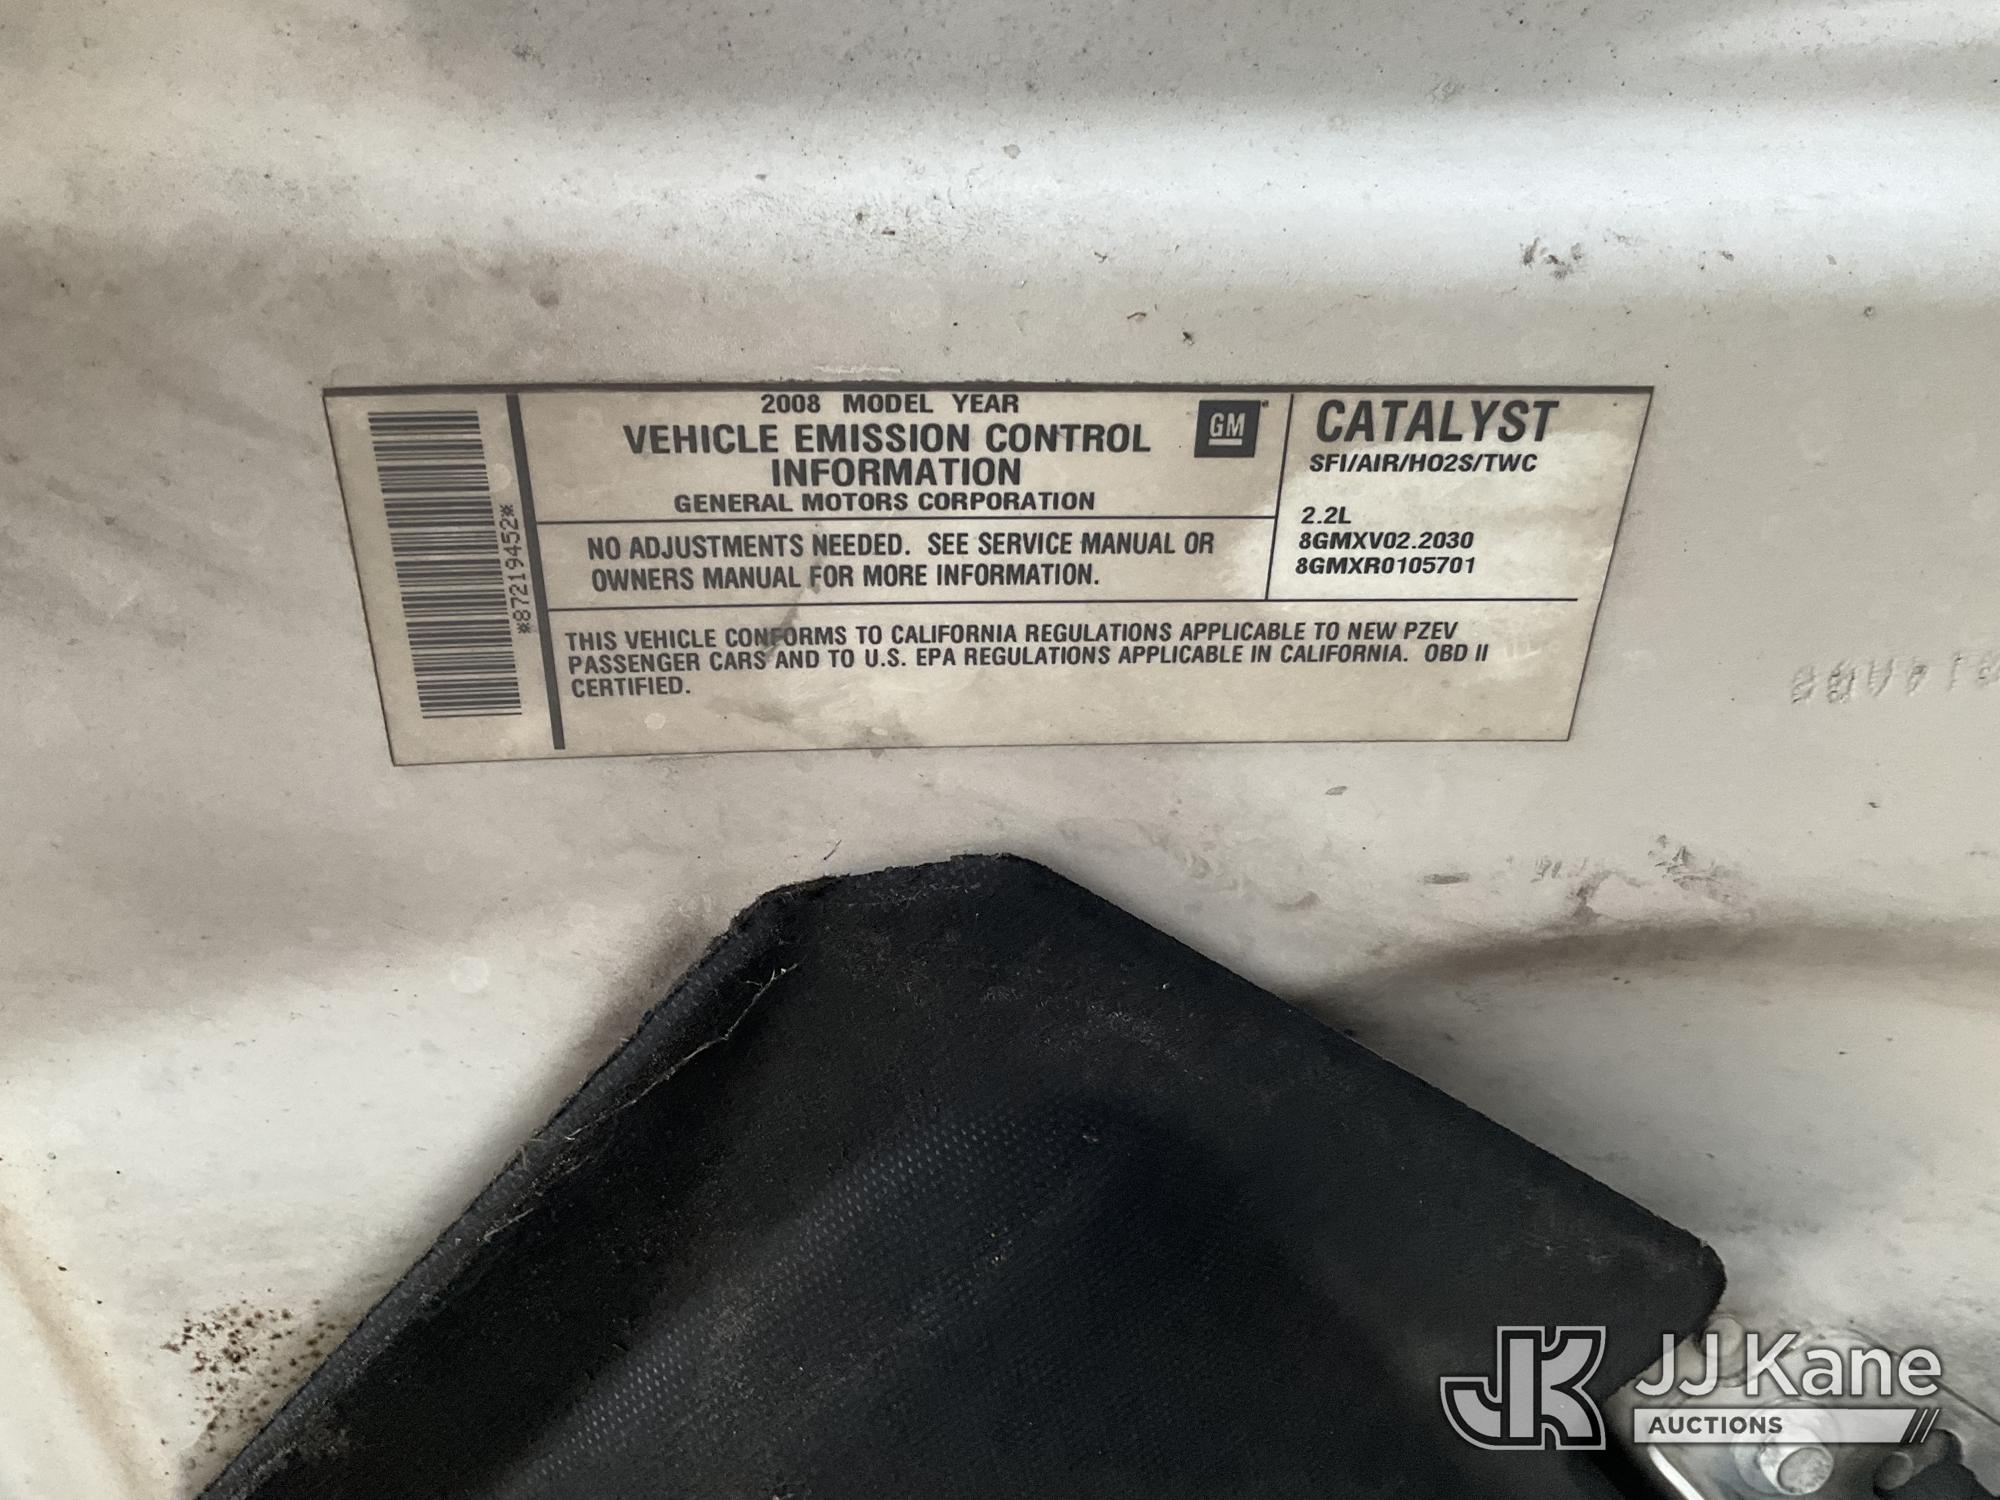 *87219452*
2008 MODEL YEAR
VEHICLE EMISSION CONTROL
INFORMATION
GENERAL MOTORS CORPORATION
GM
NO ADJUSTMENTS NEEDED. SEE SERVICE MANUAL OR
OWNERS MANUAL FOR MORE INFORMATION.
CATALYST
SFI/AIR/HO2S/TWC
2.2L
8GMXV02.2030
8GMXR0105701
THIS VEHICLE CONFORMS TO CALIFORNIA REGULATIONS APPLICABLE TO NEW PZEV
PASSENGER CARS AND TO U.S. EPA REGULATIONS APPLICABLE IN CALIFORNIA. OBD II
CERTIFIED.
JK
JJ Kane
AUCTIONS